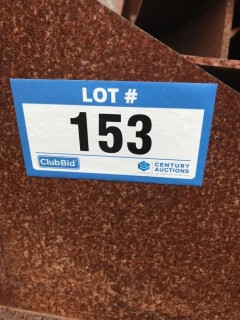 LOT #
153
ClubBid
CENTURY
AUCTIONS